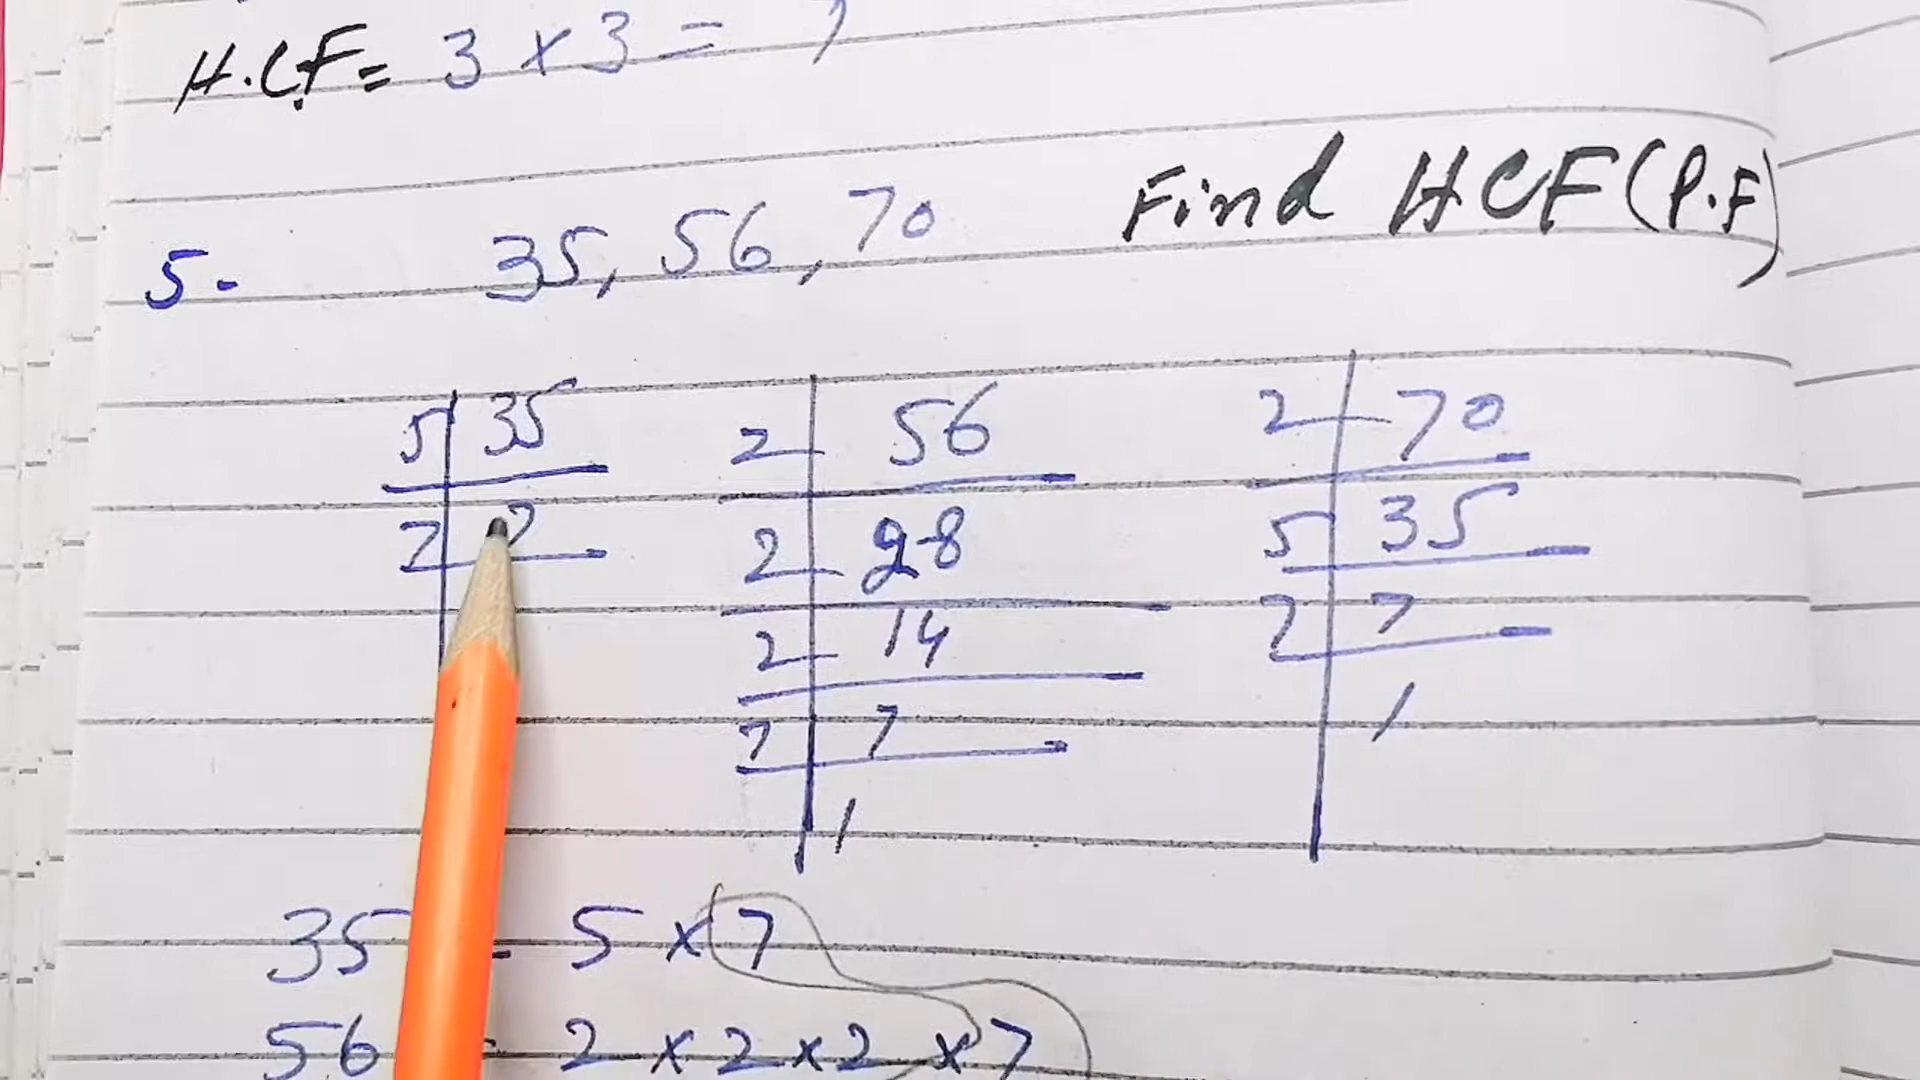 H.C.F = 3 × 3 =
Find HCF (P.F)
5- 35, 56, 70
5 35
7 7
2 56
2 28
2 14
7 7
1
2 70
5 35
7 7
1
35 = 5 × 7
56 = 2 × 2 × 2 × 7